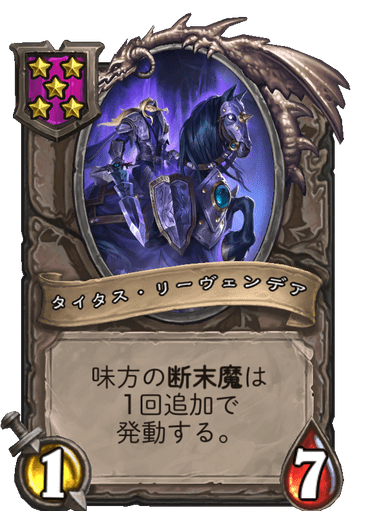 タイタス・リーヴェンデア
味方の断末魔は
1回追加で
発動する。
1
7